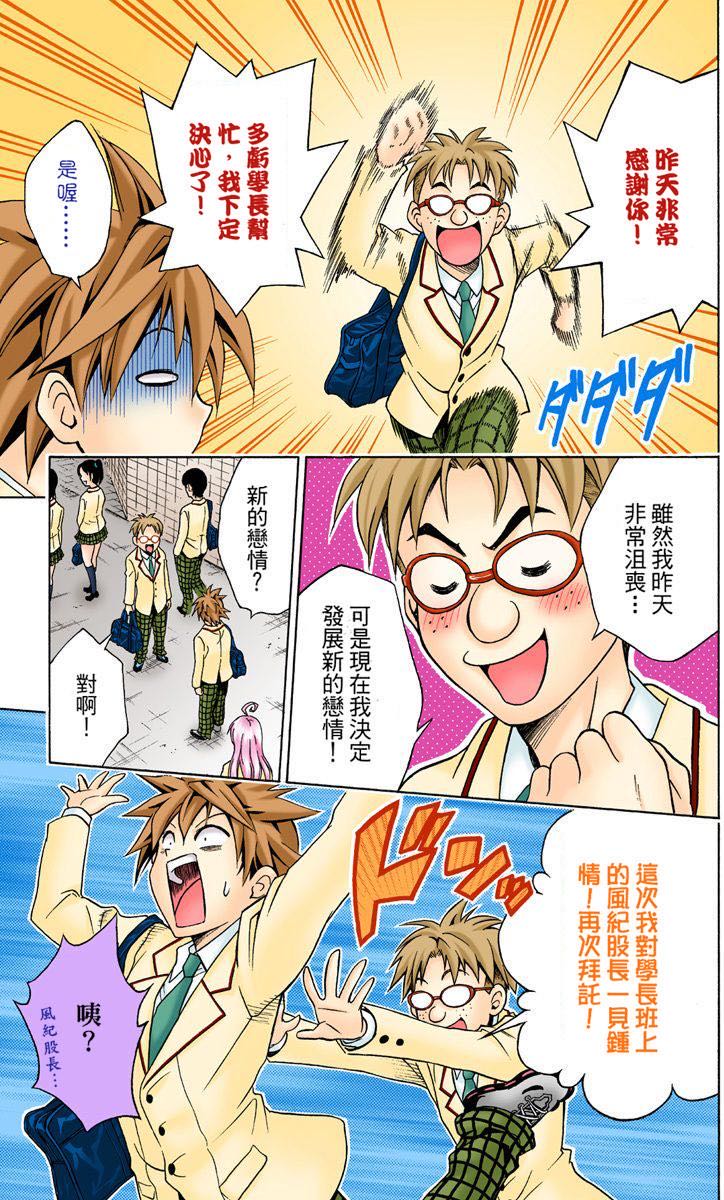 昨天非常
感謝你！
多虧學長幫
忙，我下定
決心了！
是喔……
ダダダ
雖然我昨天
非常沮喪…
可是現在我決定
發展新的戀情！
新的戀情？
對啊！
這次我對學長班上
的風紀股長一見鍾
情！再次拜託！
ドンッ
咦？
風紀股長…